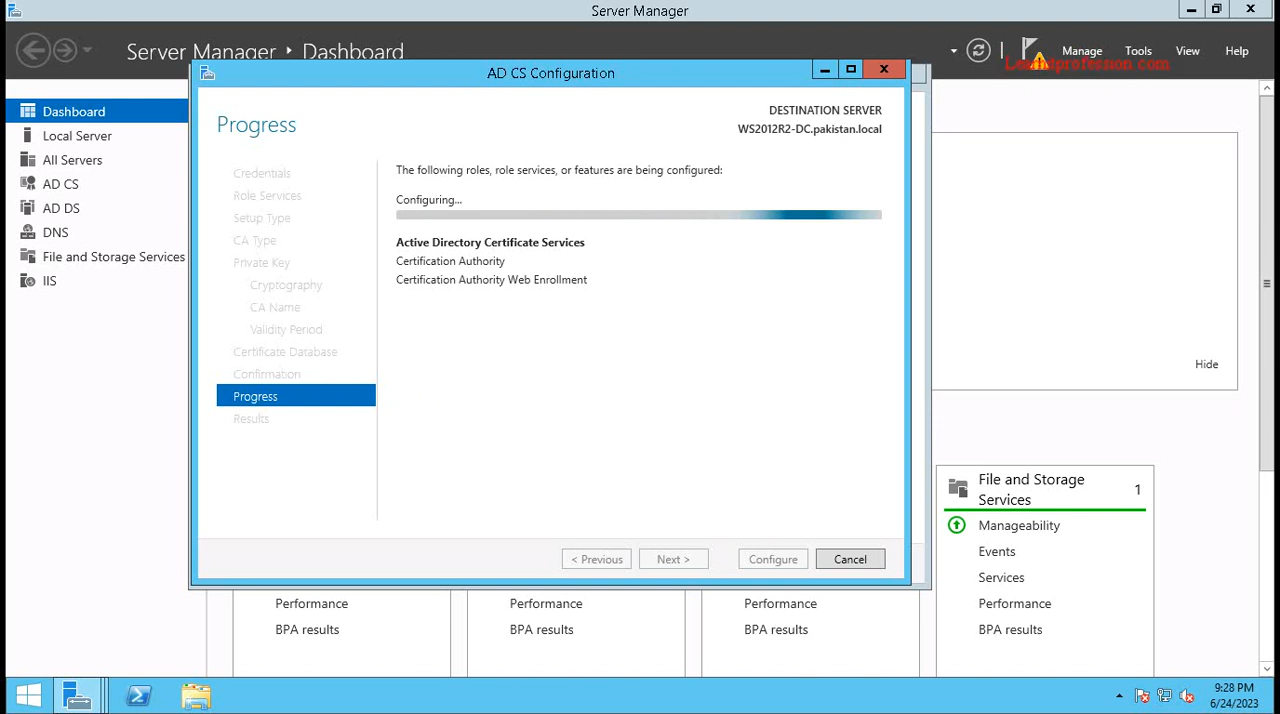 Server Manager
Server Manager
Dashboard
Manage
Tools
View
Help
Learnitprofession.com
Dashboard
Local Server
All Servers
AD CS
AD DS
DNS
File and Storage Services
IIS
AD CS Configuration
Progress
DESTINATION SERVER
WS2012R2-DC.pakistan.local
Credentials
Role Services
Setup Type
CA Type
Private Key
Cryptography
CA Name
Validity Period
Certificate Database
Confirmation
Progress
Results
The following roles, role services, or features are being configured:
Configuring...
Active Directory Certificate Services
Certification Authority
Certification Authority Web Enrollment
< Previous
Next >
Configure
Cancel
Hide
File and Storage
Services
1
Manageability
Events
Services
Performance
BPA results
Performance
BPA results
Performance
BPA results
Performance
BPA results
9:28 PM
6/24/2023